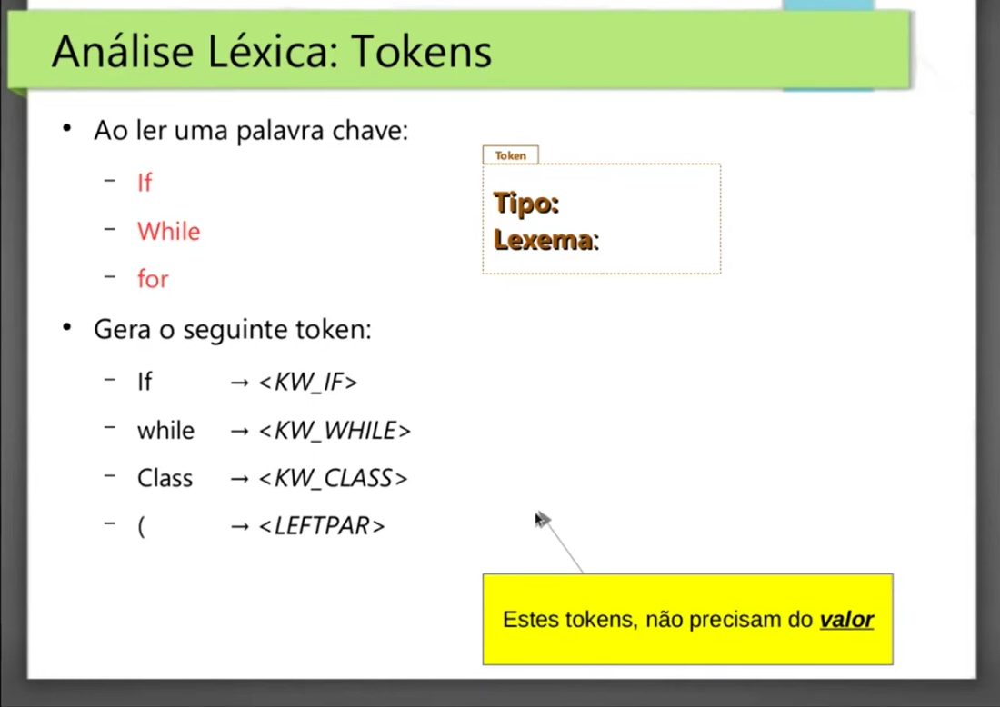 Análise Léxica: Tokens
• Ao ler uma palavra chave:
– If
– While
– for
Token
Tipo:
Lexema:
• Gera o seguinte token:
– If → <KW_IF>
– while → <KW_WHILE>
– Class → <KW_CLASS>
– ( → <LEFTPAR>
Estes tokens, não precisam do valor